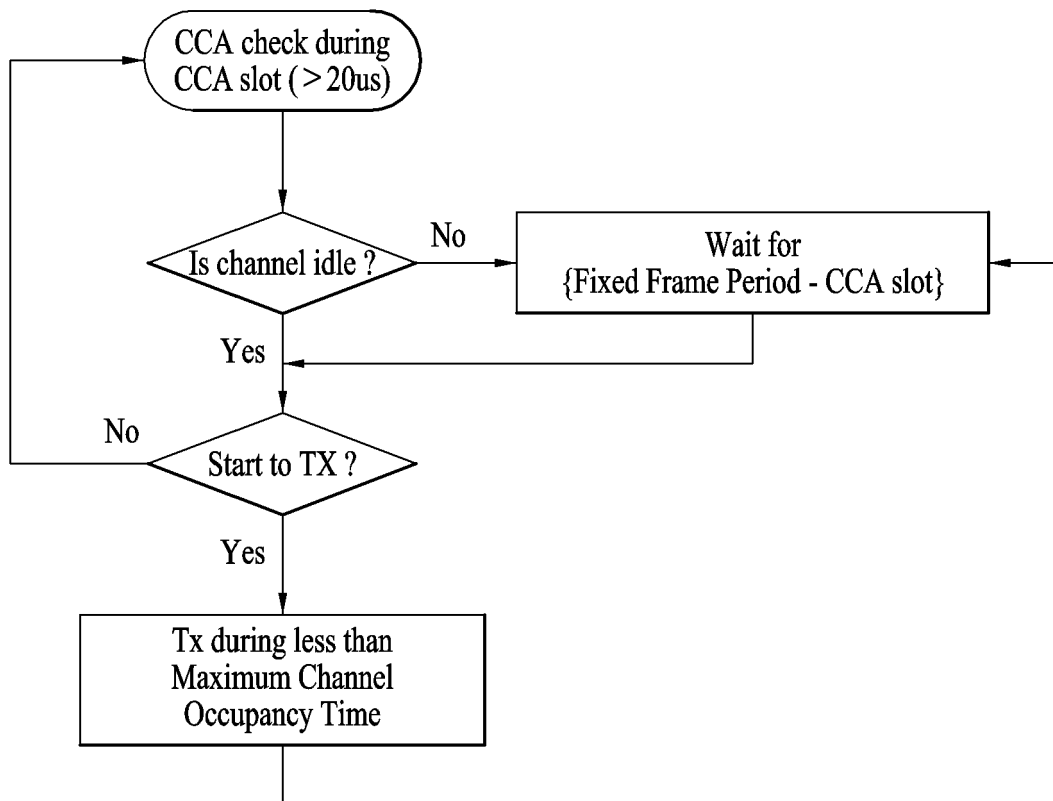 CCA check during
CCA slot ( > 20us)
Is channel idle ?
No
Wait for
{Fixed Frame Period - CCA slot}
Yes
No
Start to TX ?
Yes
Tx during less than
Maximum Channel
Occupancy Time